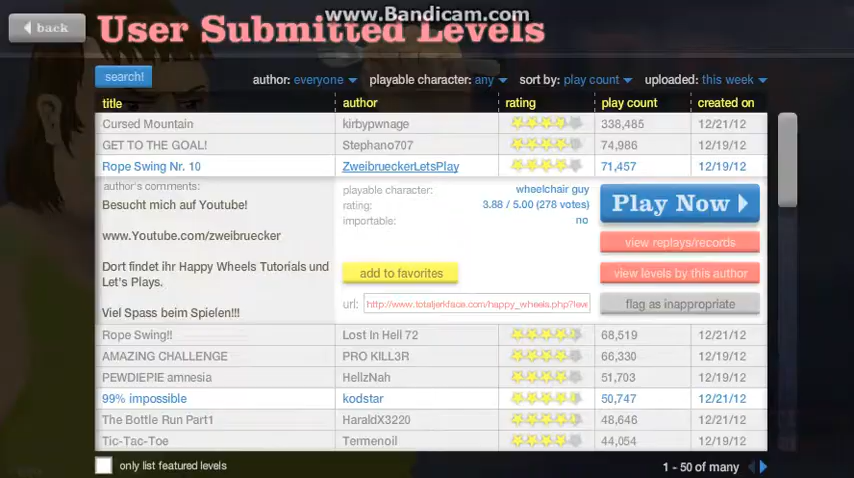 www.Bandicam.com
back
User Submitted Levels
search!
author: everyone playable character: any sort by: play count uploaded: this week
title author rating play count created on
Cursed Mountain kirbypwnage 338,485 12/21/12
GET TO THE GOAL! Stephano707 74,986 12/19/12
Rope Swing Nr. 10 ZweibrueckerLetsPlay 71,457 12/19/12
author's comments:
Besucht mich auf Youtube!
www.Youtube.com/zweibruecker
Dort findet ihr Happy Wheels Tutorials und
Let's Plays.
Viel Spass beim Spielen!!!
playable character: wheelchair guy
rating: 3.88 / 5.00 (278 votes)
importable: no
add to favorites
url: http://www.totaljerkface.com/happy_wheels.php?leve
Play Now
view replays/records
view levels by this author
flag as inappropriate
Rope Swing!! Lost In Hell 72 68,519 12/21/12
AMAZING CHALLENGE PRO KILL3R 66,330 12/19/12
PEWDIEPIE amnesia HellzNah 51,703 12/19/12
99% impossible kodstar 50,747 12/21/12
The Bottle Run Part1 HaraldX3220 48,646 12/21/12
Tic-Tac-Toe Termenoil 44,054 12/19/12
only list featured levels
1 - 50 of many